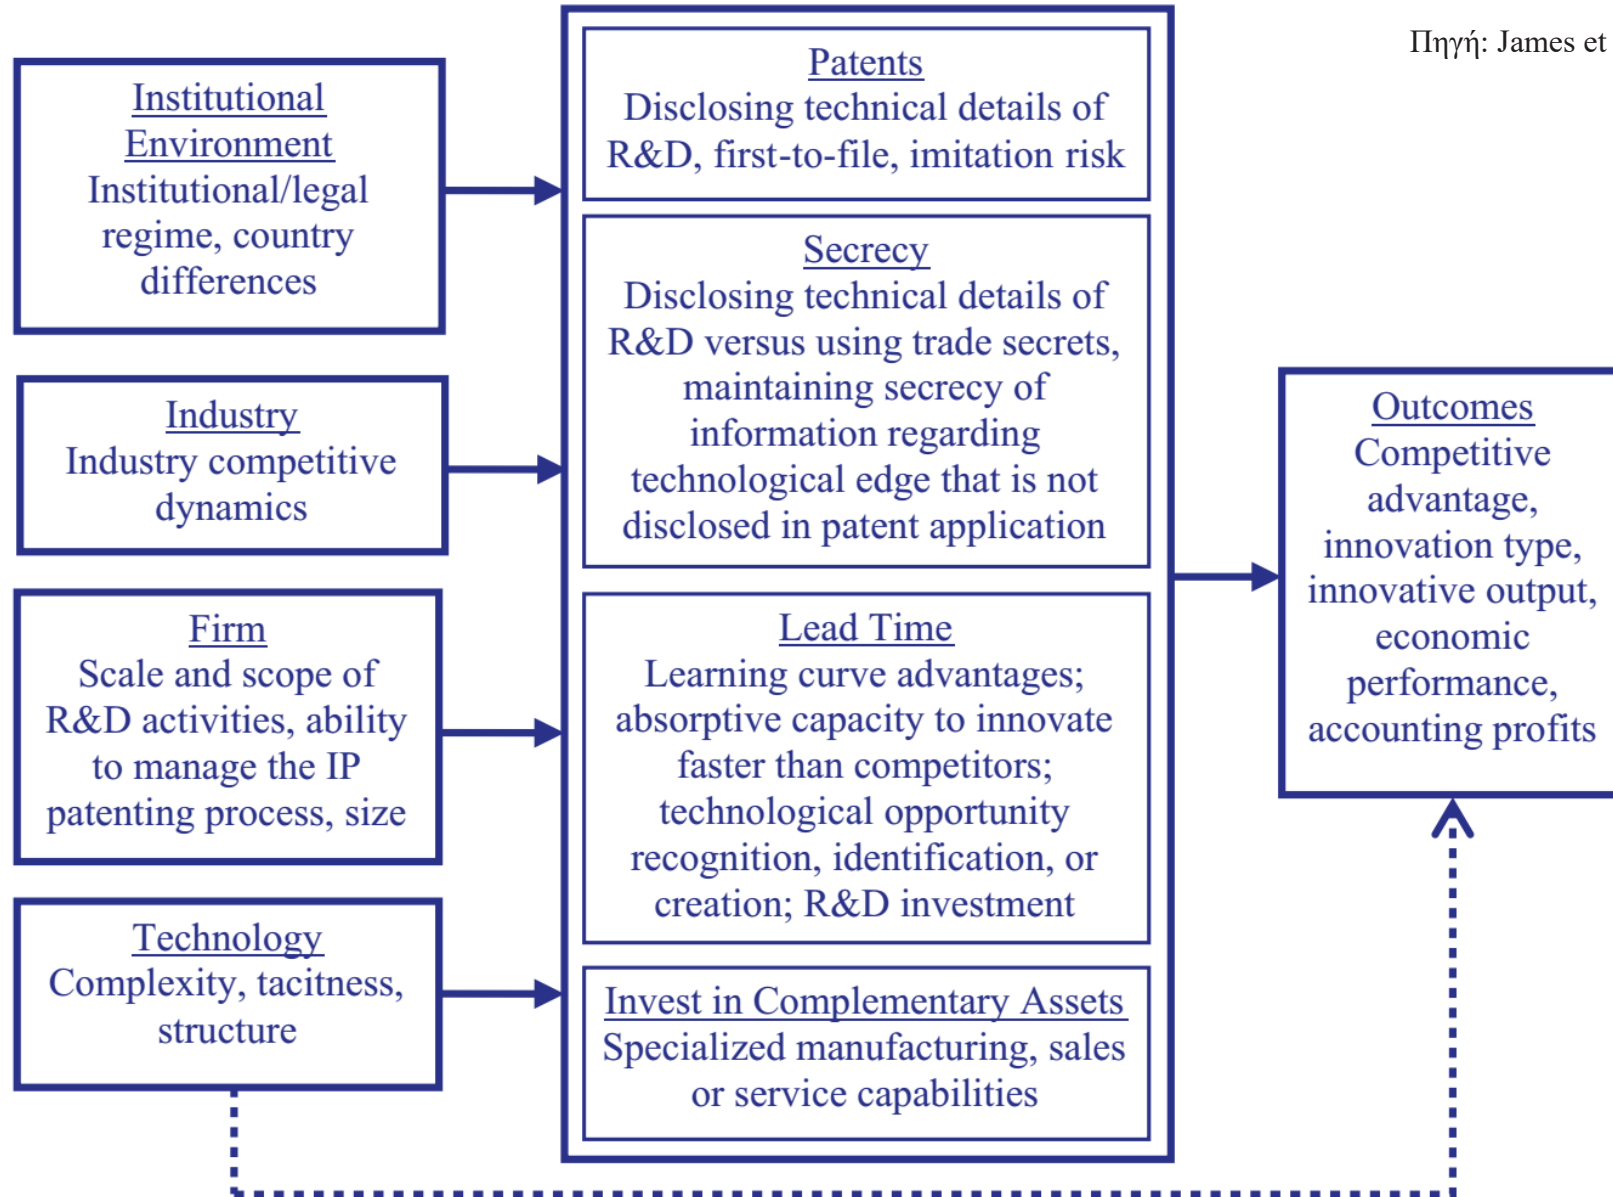 Πηγή: James et
Institutional
Environment
Institutional/legal
regime, country
differences
Industry
Industry competitive
dynamics
Firm
Scale and scope of
R&D activities, ability
to manage the IP
patenting process, size
Technology
Complexity, tacitness,
structure
Patents
Disclosing technical details of
R&D, first-to-file, imitation risk
Secrecy
Disclosing technical details of
R&D versus using trade secrets,
maintaining secrecy of
information regarding
technological edge that is not
disclosed in patent application
Lead Time
Learning curve advantages;
absorptive capacity to innovate
faster than competitors;
technological opportunity
recognition, identification, or
creation; R&D investment
Invest in Complementary Assets
Specialized manufacturing, sales
or service capabilities
Outcomes
Competitive
advantage,
innovation type,
innovative output,
economic
performance,
accounting profits